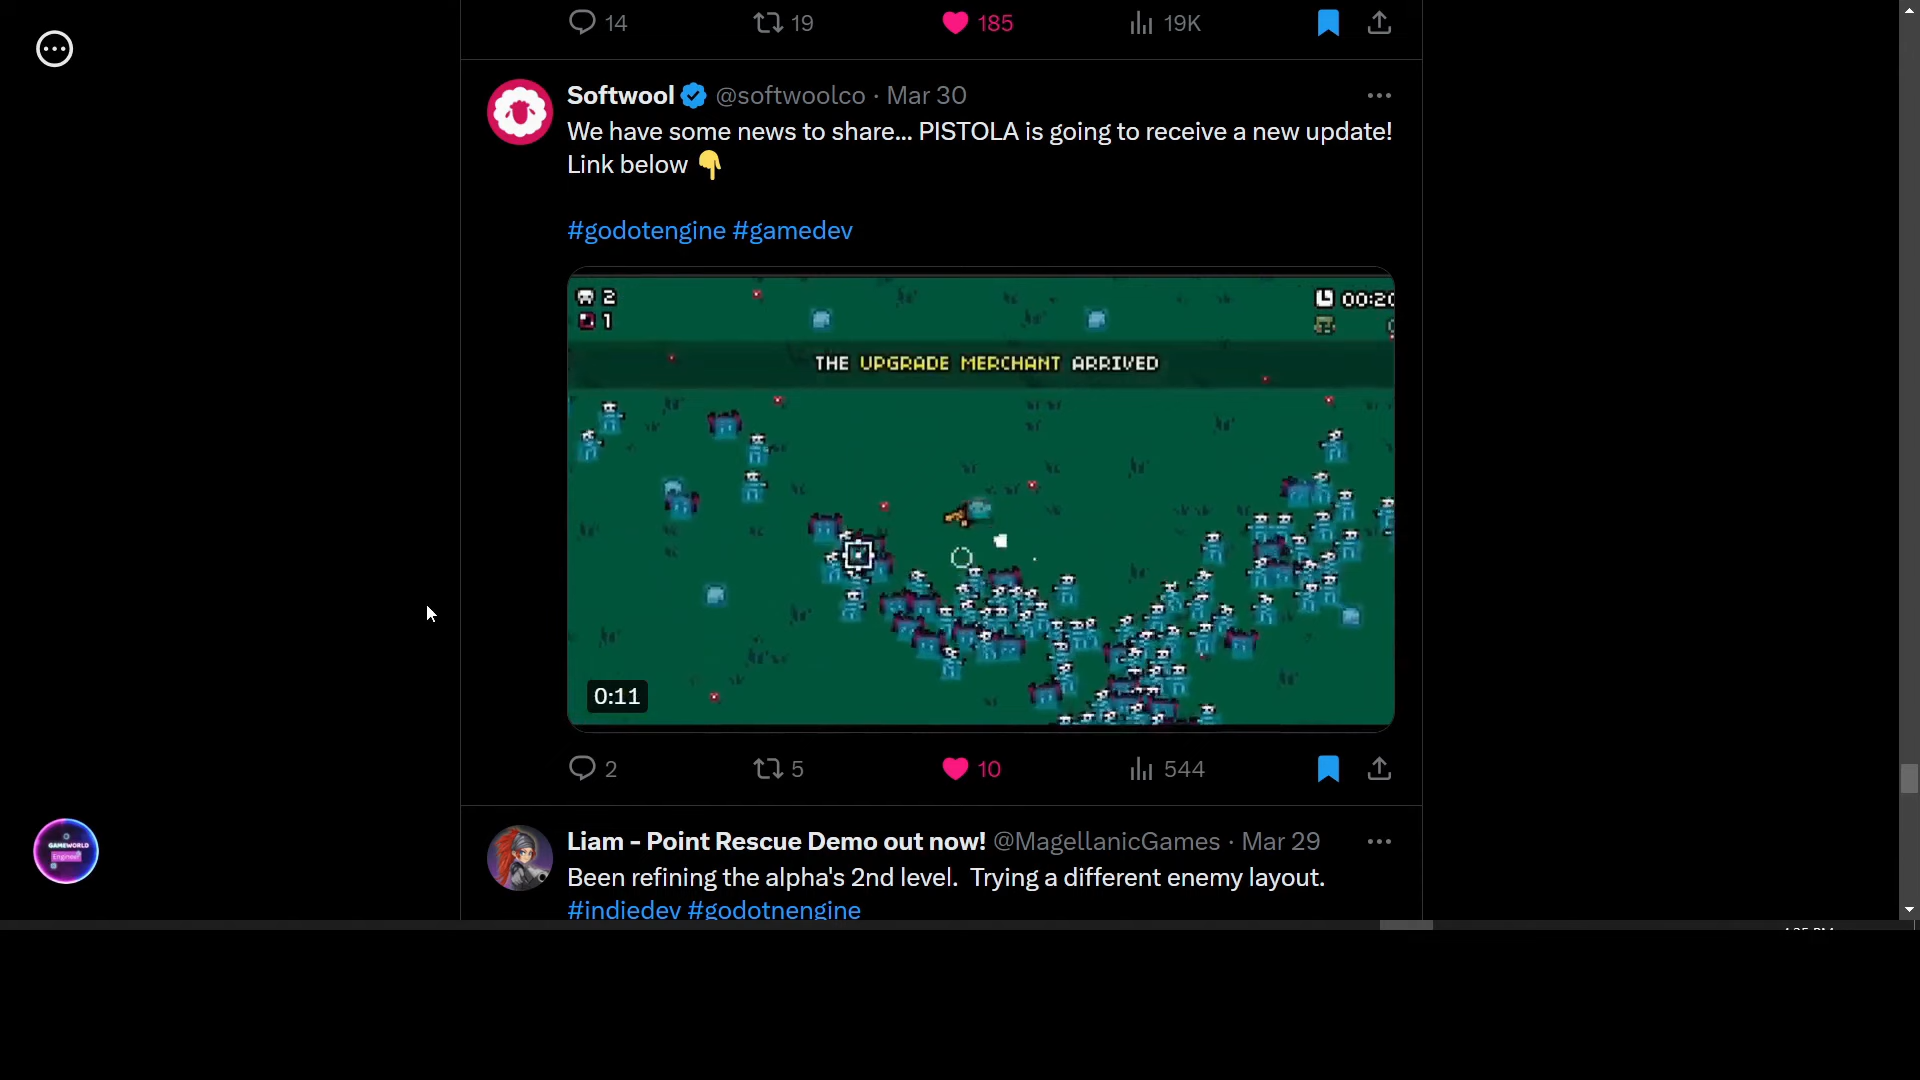 14 19 185 19K
Softwool @softwoolco · Mar 30
We have some news to share... PISTOLA is going to receive a new update!
Link below 👇
#godotengine #gamedev
2 00:20
1
THE UPGRADE MERCHANT ARRIVED
0:11
2 5 10 544
GAMEWORLD
Liam - Point Rescue Demo out now! @MagellanicGames · Mar 29
Been refining the alpha's 2nd level. Trying a different enemy layout.
#indiedev #godotnengine